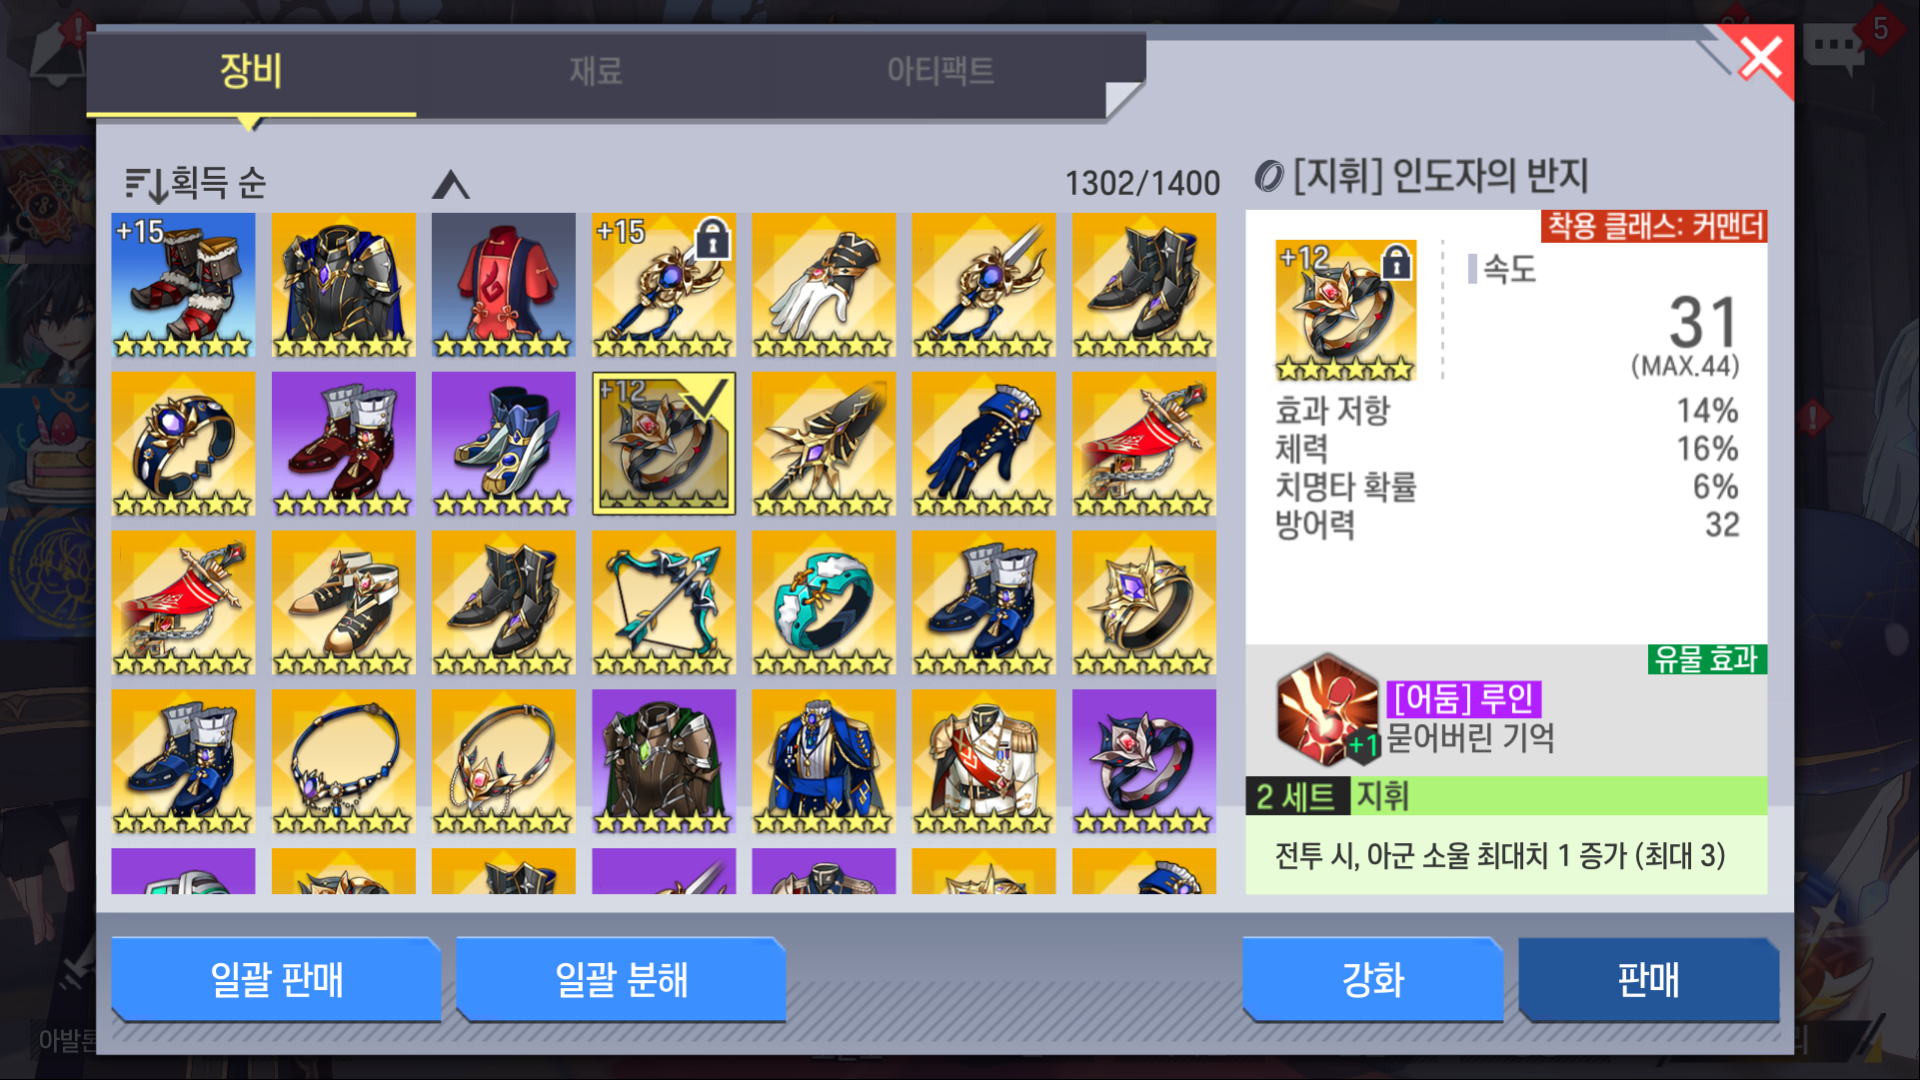 장비
재료
아티팩트
5
획득 순
1302/1400
[지휘] 인도자의 반지
착용 클래스: 커맨더
+15
+15
+12
+12
속도
31
(MAX.44)
효과 저항 14%
체력 16%
치명타 확률 6%
방어력 32
유물 효과
[어둠] 루인
+1
묻어버린 기억
2 세트 지휘
전투 시, 아군 소울 최대치 1 증가 (최대 3)
일괄 판매
일괄 분해
강화
판매